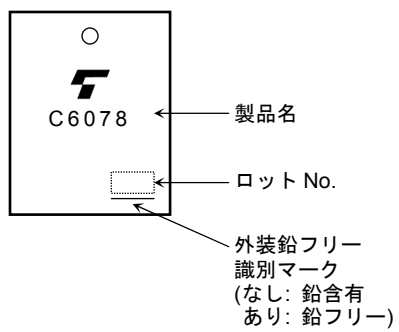 C6078
製品名
ロット No.
外装鉛フリー
識別マーク
(なし: 鉛含有
あり: 鉛フリー)